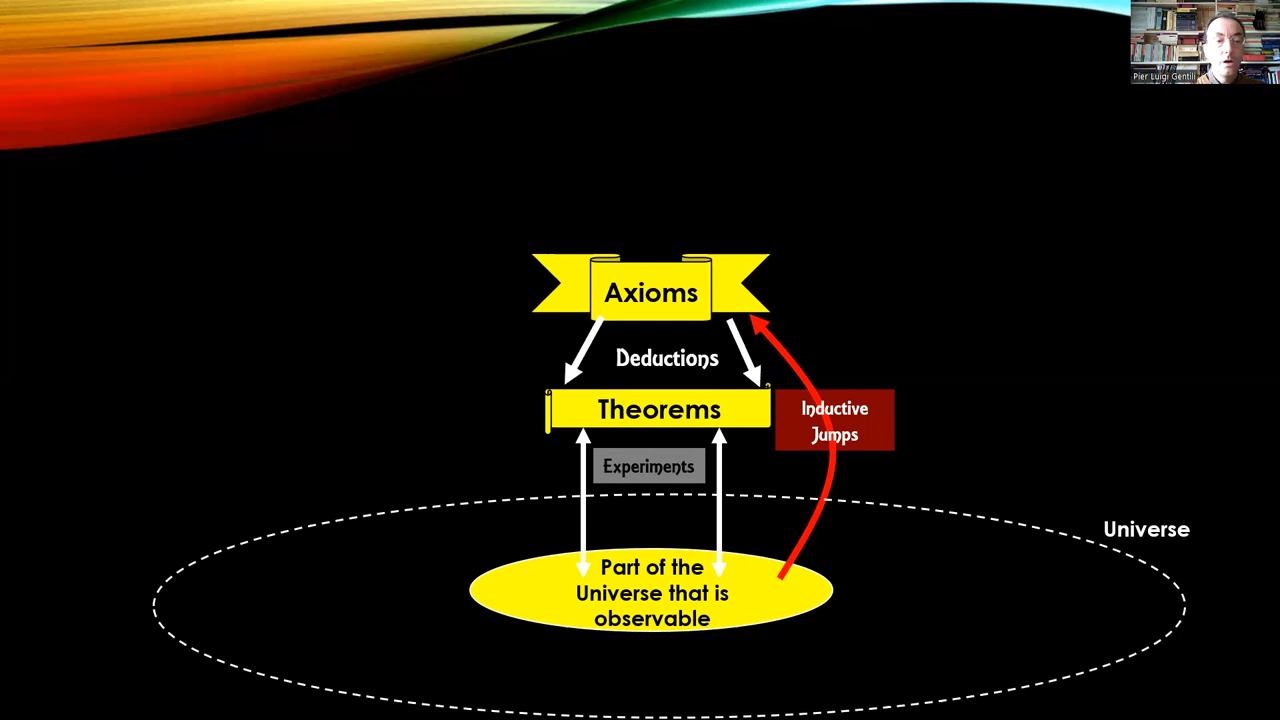 Pier Luigi Gentili
Axioms
Deductions
Theorems
Inductive
Jumps
Experiments
Universe
Part of the
Universe that is
observable